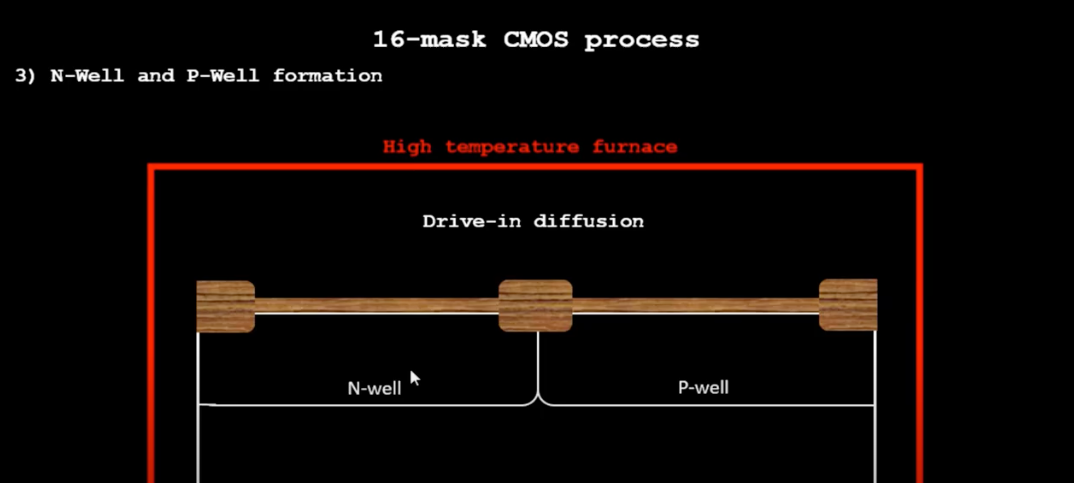 16-mask CMOS process
3) N-Well and P-Well formation
High temperature furnace
Drive-in diffusion
N-well
P-well